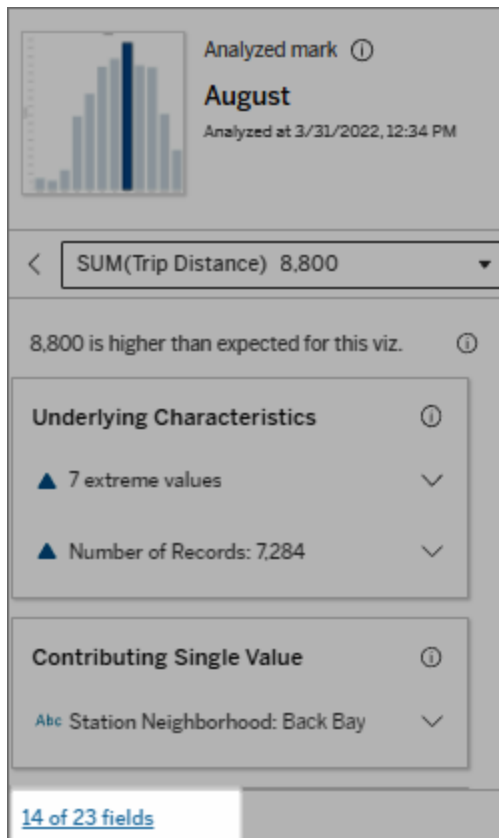 Analyzed mark
August
Analyzed at 3/31/2022, 12:34 PM
SUM(Trip Distance) 8,800
8,800 is higher than expected for this viz.
Underlying Characteristics
7 extreme values
Number of Records: 7,284
Contributing Single Value
Abc Station Neighborhood: Back Bay
14 of 23 fields